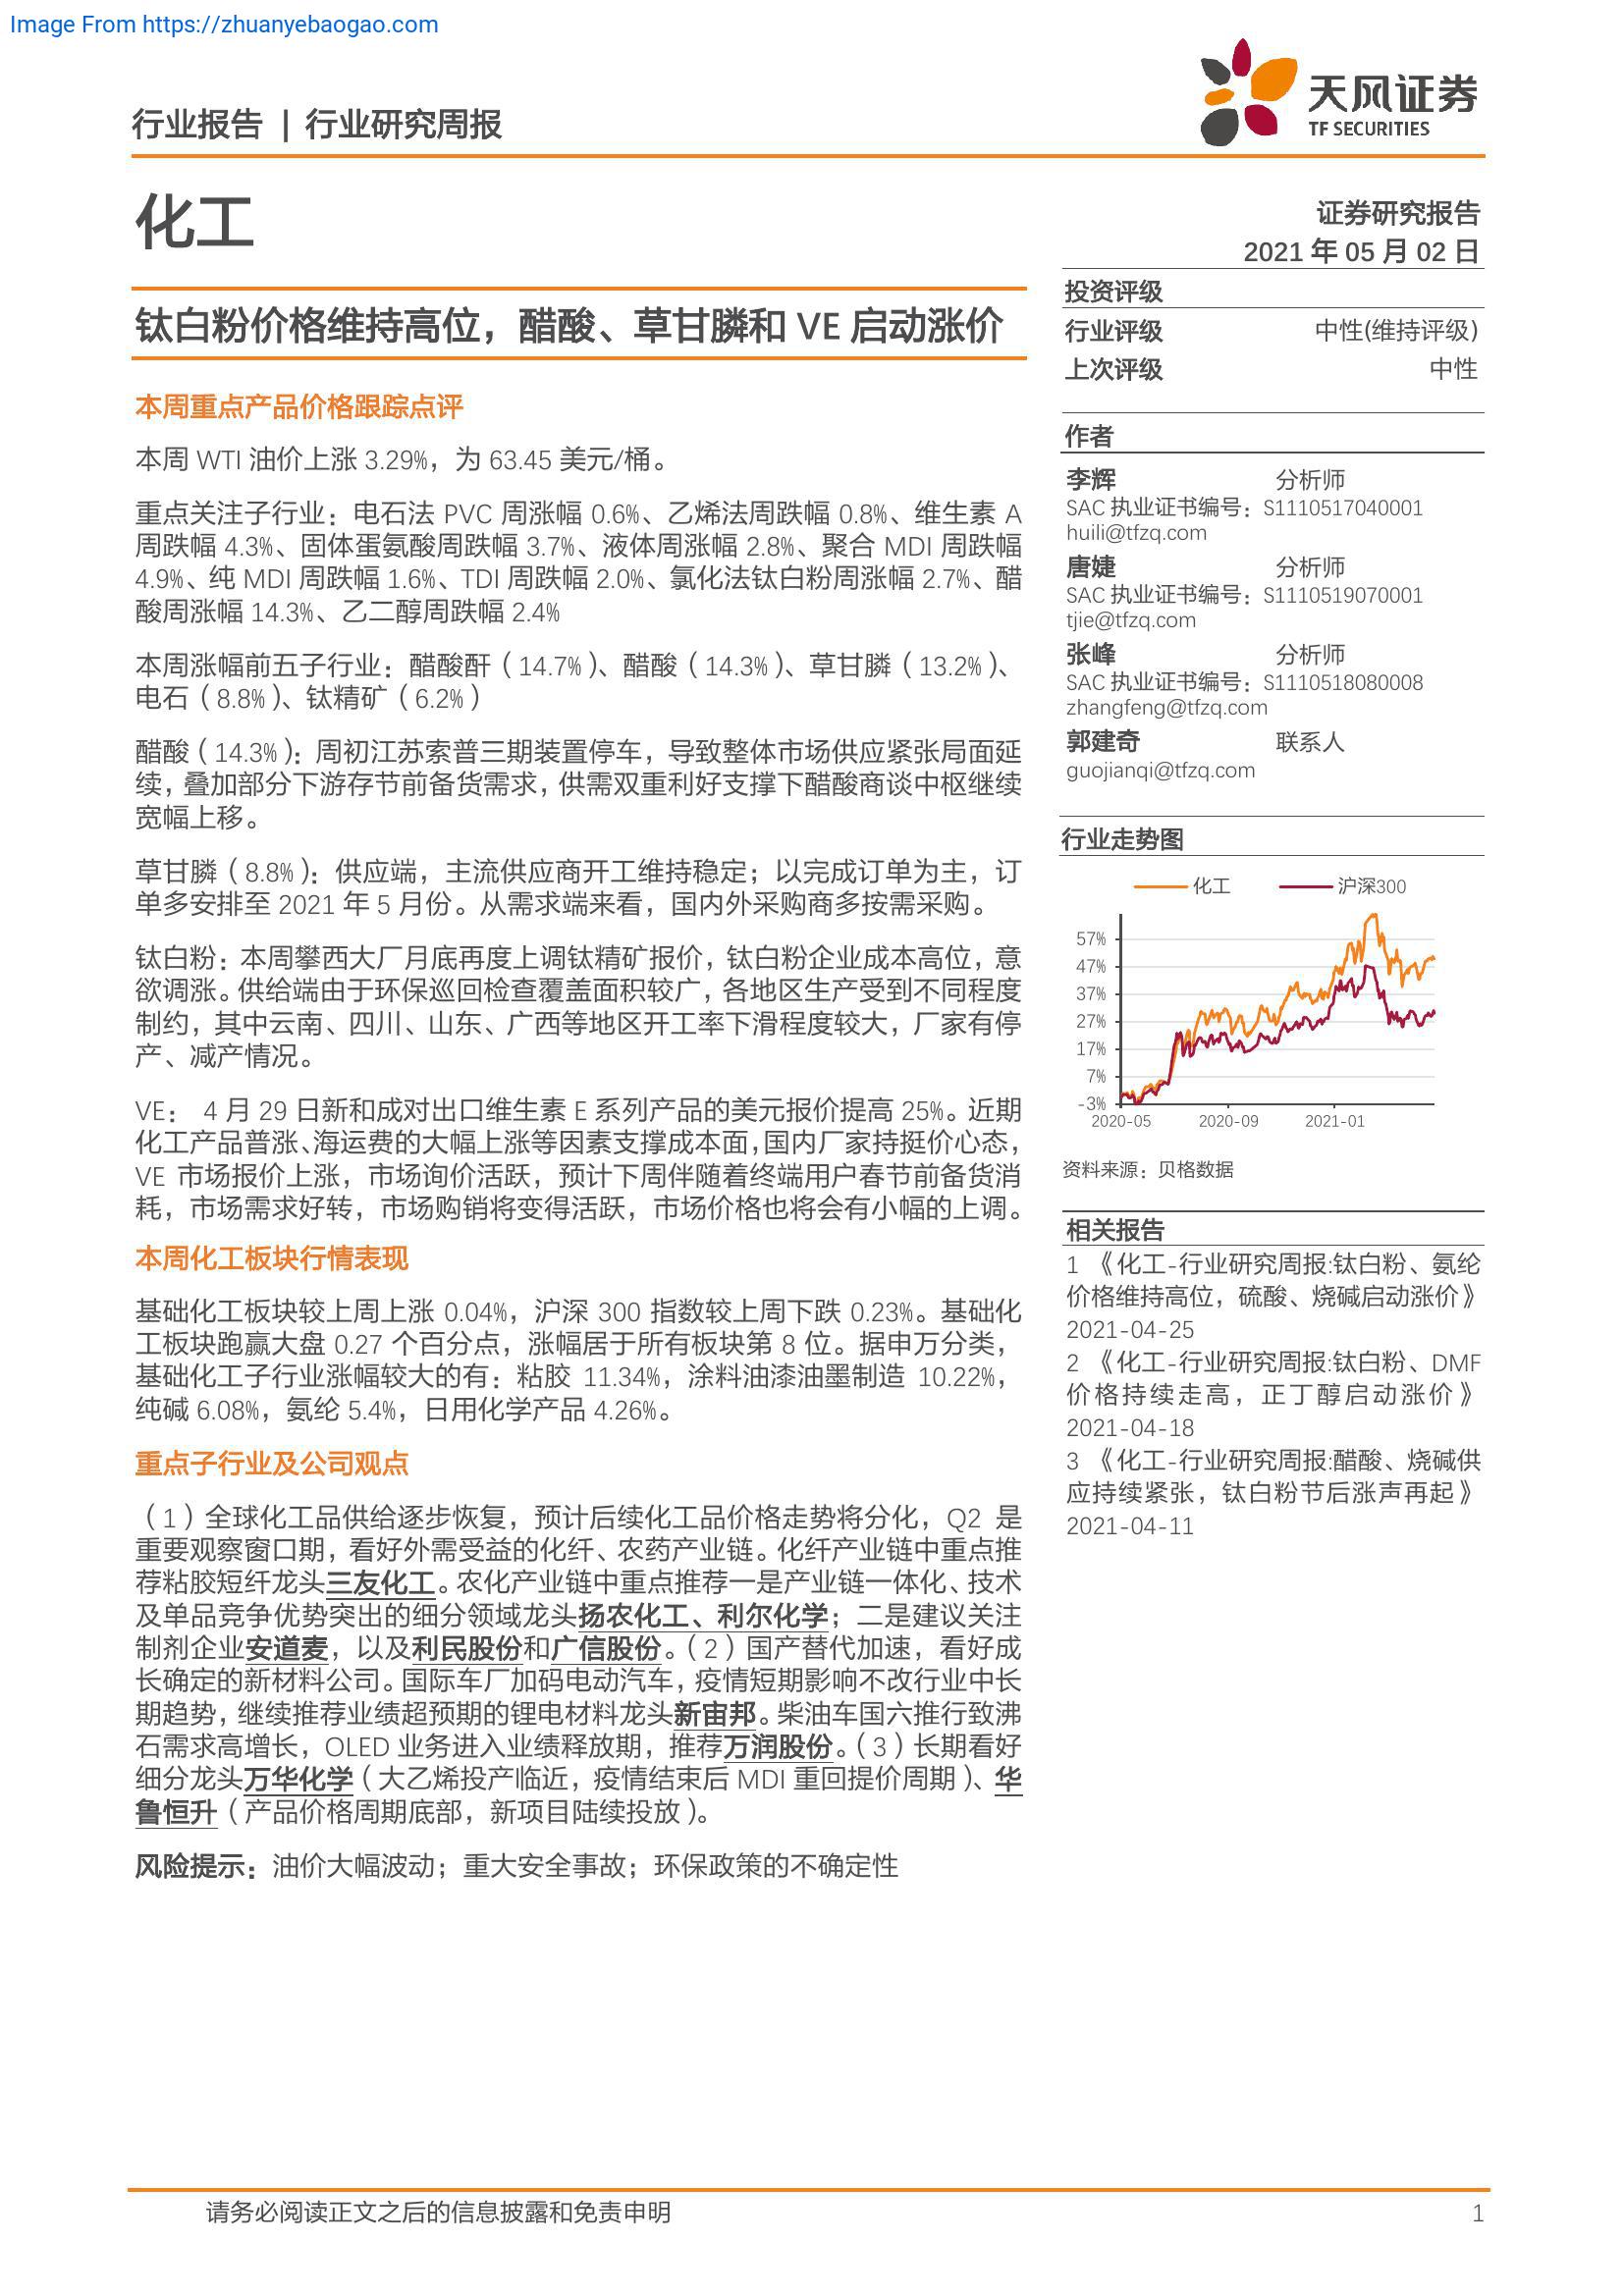 Image From https://zhuanyebaogao.com
天风证券
TF SECURITIES
行业报告 | 行业研究周报
化工
证券研究报告
2021 年 05 月 02 日
钛白粉价格维持高位，醋酸、草甘膦和 VE 启动涨价
本周重点产品价格跟踪点评
本周 WTI 油价上涨 3.29%，为 63.45 美元/桶。
重点关注子行业：电石法 PVC 周涨幅 0.6%、乙烯法周跌幅 0.8%、维生素 A
周跌幅 4.3%、固体蛋氨酸周跌幅 3.7%、液体周涨幅 2.8%、聚合 MDI 周跌幅
4.9%、纯 MDI 周跌幅 1.6%、TDI 周跌幅 2.0%、氯化法钛白粉周涨幅 2.7%、醋
酸周涨幅 14.3%、乙二醇周跌幅 2.4%
本周涨幅前五子行业：醋酸酐（14.7%）、醋酸（14.3%）、草甘膦（13.2%）、
电石（8.8%）、钛精矿（6.2%）
醋酸（14.3%）：周初江苏索普三期装置停车，导致整体市场供应紧张局面延
续，叠加部分下游存节前备货需求，供需双重利好支撑下醋酸商谈中枢继续
宽幅上移。
草甘膦（8.8%）：供应端，主流供应商开工维持稳定；以完成订单为主，订
单多安排至 2021 年 5 月份。从需求端来看，国内外采购商多按需采购。
钛白粉：本周攀西大厂月底再度上调钛精矿报价，钛白粉企业成本高位，意
欲调涨。供给端由于环保巡回检查覆盖面积较广，各地区生产受到不同程度
制约，其中云南、四川、山东、广西等地区开工率下滑程度较大，厂家有停
产、减产情况。
VE： 4 月 29 日新和成对出口维生素 E 系列产品的美元报价提高 25%。近期
化工产品普涨、海运费的大幅上涨等因素支撑成本面，国内厂家持挺价心态，
VE 市场报价上涨，市场询价活跃，预计下周伴随着终端用户春节前备货消
耗，市场需求好转，市场购销将变得活跃，市场价格也将会有小幅的上调。
本周化工板块行情表现
基础化工板块较上周上涨 0.04%，沪深 300 指数较上周下跌 0.23%。基础化
工板块跑赢大盘 0.27 个百分点，涨幅居于所有板块第 8 位。据申万分类，
基础化工子行业涨幅较大的有：粘胶 11.34%，涂料油漆油墨制造 10.22%，
纯碱 6.08%，氨纶 5.4%，日用化学产品 4.26%。
重点子行业及公司观点
（1）全球化工品供给逐步恢复，预计后续化工品价格走势将分化，Q2 是
重要观察窗口期，看好外需受益的化纤、农药产业链。化纤产业链中重点推
荐粘胶短纤龙头三友化工。农化产业链中重点推荐一是产业链一体化、技术
及单品竞争优势突出的细分领域龙头扬农化工、利尔化学；二是建议关注
制剂企业安道麦，以及利民股份和广信股份。（2）国产替代加速，看好成
长确定的新材料公司。国际车厂加码电动汽车，疫情短期影响不改行业中长
期趋势，继续推荐业绩超预期的锂电材料龙头新宙邦。柴油车国六推行致沸
石需求高增长，OLED 业务进入业绩释放期，推荐万润股份。（3）长期看好
细分龙头万华化学（大乙烯投产临近，疫情结束后 MDI 重回提价周期）、华
鲁恒升（产品价格周期底部，新项目陆续投放）。
风险提示：油价大幅波动；重大安全事故；环保政策的不确定性
投资评级
行业评级 中性(维持评级)
上次评级 中性
作者
李辉 分析师
SAC 执业证书编号：S1110517040001
huili@tfzq.com
唐婕 分析师
SAC 执业证书编号：S1110519070001
tjie@tfzq.com
张峰 分析师
SAC 执业证书编号：S1110518080008
zhangfeng@tfzq.com
郭建奇 联系人
guojianqi@tfzq.com
行业走势图
化工 沪深300
57%
47%
37%
27%
17%
7%
-3%
2020-05 2020-09 2021-01
资料来源：贝格数据
相关报告
1 《化工-行业研究周报:钛白粉、氨纶
价格维持高位，硫酸、烧碱启动涨价》
2021-04-25
2 《化工-行业研究周报:钛白粉、DMF
价格持续走高，正丁醇启动涨价》
2021-04-18
3 《化工-行业研究周报:醋酸、烧碱供
应持续紧张，钛白粉节后涨声再起》
2021-04-11
请务必阅读正文之后的信息披露和免责申明 1